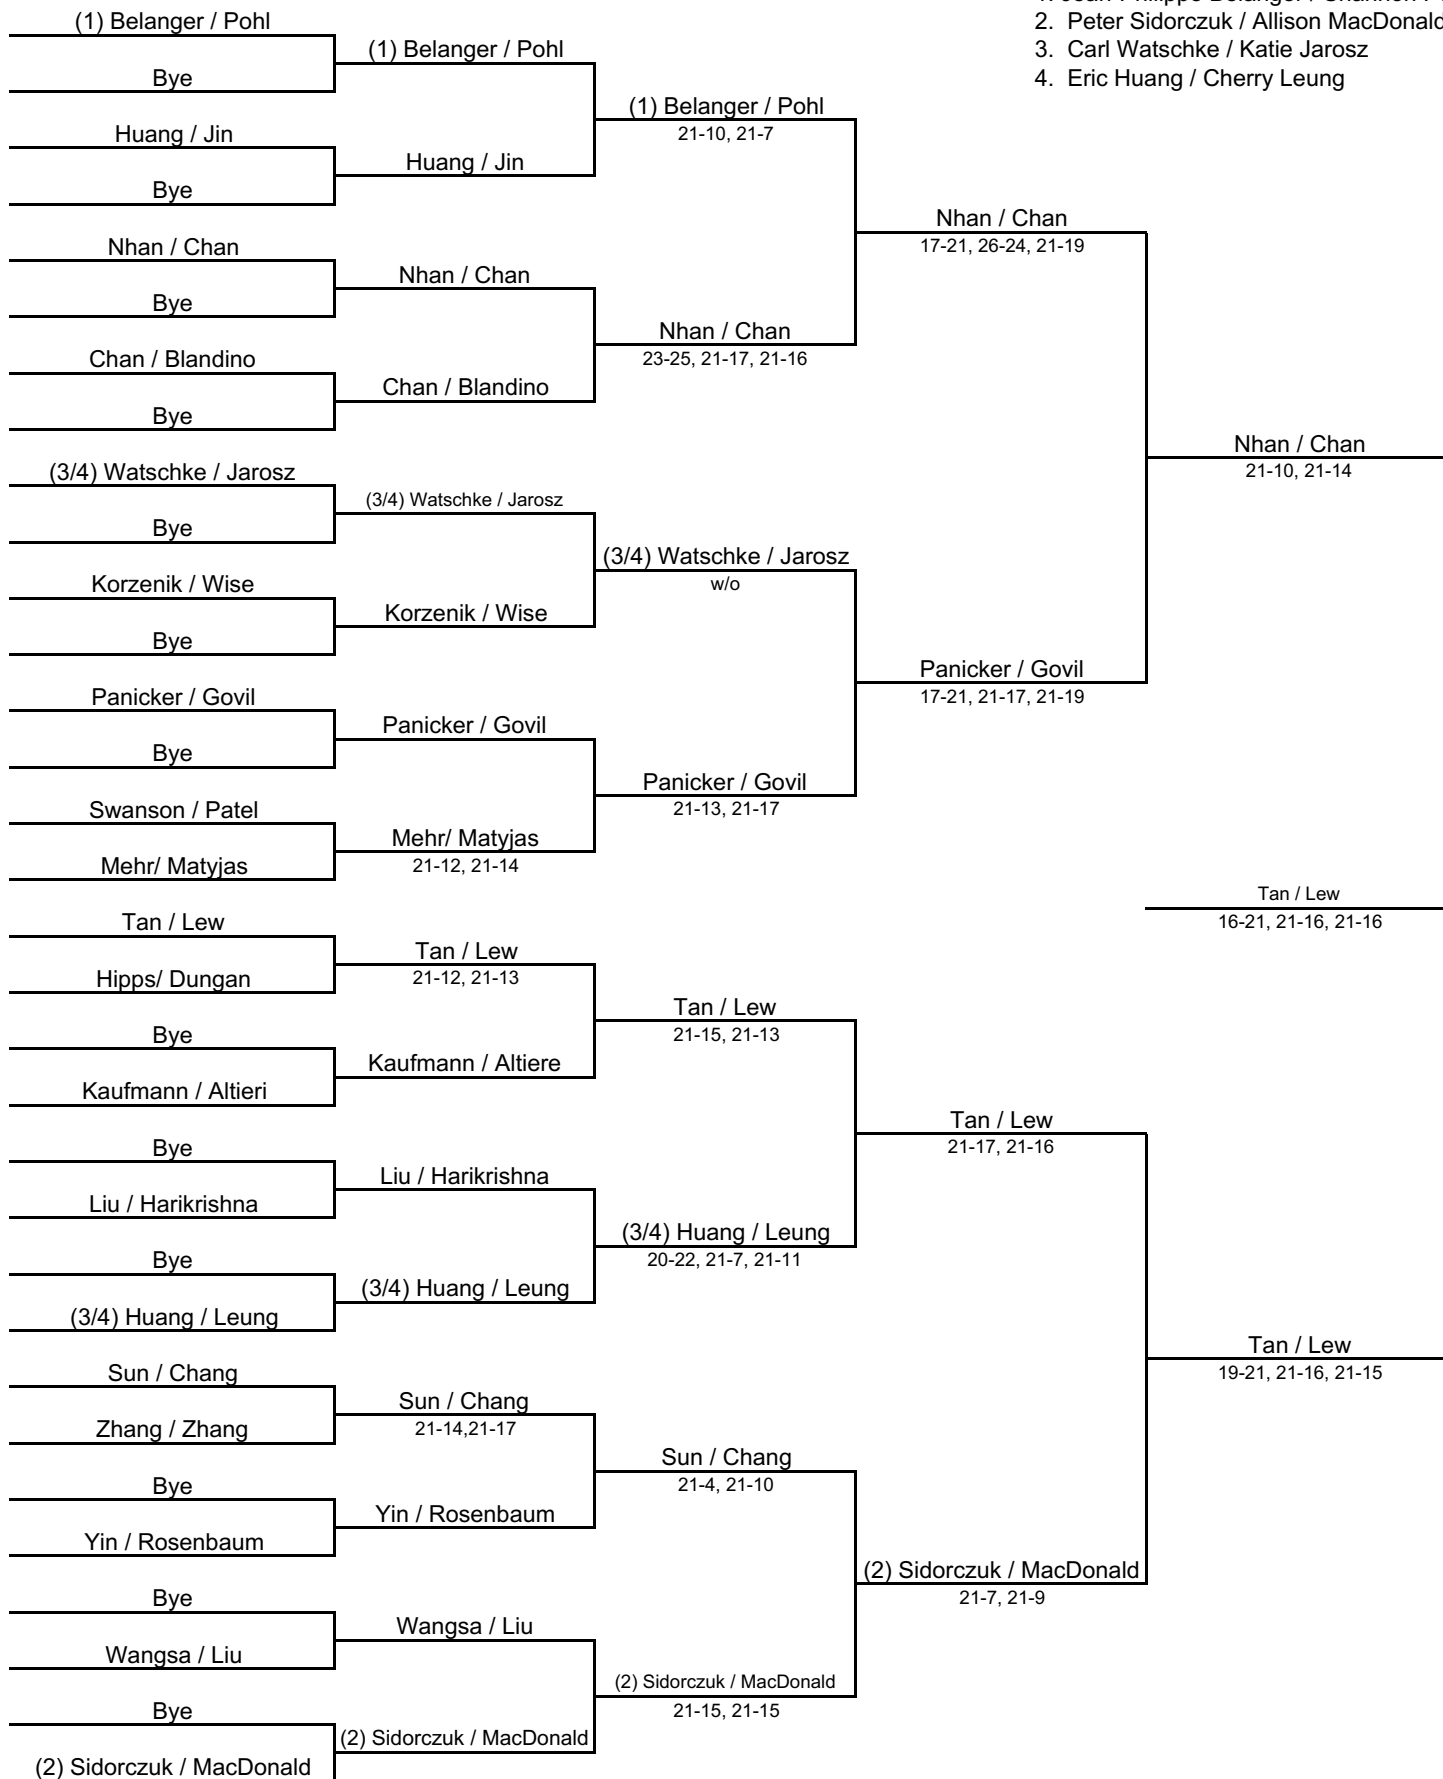 1. Jean-Philippe Belanger / Shannon P
2. Peter Sidorczuk / Allison MacDonald
3. Carl Watschke / Katie Jarosz
4. Eric Huang / Cherry Leung
(1) Belanger / Pohl
Bye
Huang / Jin
Bye
Nhan / Chan
Bye
Chan / Blandino
Bye
(3/4) Watschke / Jarosz
Bye
Korzenik / Wise
Bye
Panicker / Govil
Bye
Swanson / Patel
Mehr/ Matyjas
Tan / Lew
Hipps/ Dungan
Bye
Kaufmann / Altieri
Bye
Liu / Harikrishna
Bye
(3/4) Huang / Leung
Sun / Chang
Zhang / Zhang
Bye
Yin / Rosenbaum
Bye
Wangsa / Liu
Bye
(2) Sidorczuk / MacDonald
(1) Belanger / Pohl
Huang / Jin
Nhan / Chan
Chan / Blandino
(3/4) Watschke / Jarosz
Korzenik / Wise
Panicker / Govil
Mehr/ Matyjas
21-12, 21-14
Tan / Lew
21-12, 21-13
Kaufmann / Altiere
Liu / Harikrishna
(3/4) Huang / Leung
Sun / Chang
21-14,21-17
Yin / Rosenbaum
Wangsa / Liu
(2) Sidorczuk / MacDonald
(1) Belanger / Pohl
21-10, 21-7
Nhan / Chan
23-25, 21-17, 21-16
(3/4) Watschke / Jarosz
w/o
Panicker / Govil
21-13, 21-17
Tan / Lew
21-15, 21-13
(3/4) Huang / Leung
20-22, 21-7, 21-11
Sun / Chang
21-4, 21-10
(2) Sidorczuk / MacDonald
21-15, 21-15
Nhan / Chan
17-21, 26-24, 21-19
Panicker / Govil
17-21, 21-17, 21-19
Tan / Lew
21-17, 21-16
(2) Sidorczuk / MacDonald
21-7, 21-9
Nhan / Chan
21-10, 21-14
Tan / Lew
16-21, 21-16, 21-16
Tan / Lew
19-21, 21-16, 21-15